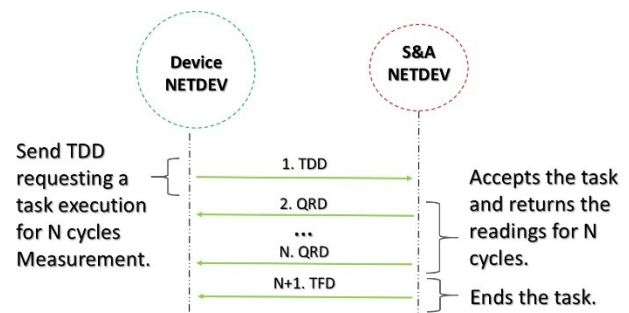 Device
NETDEV
S&A
NETDEV
Send TDD
requesting a
task execution
for N cycles
Measurement.
1. TDD
2. QRD
...
N. QRD
N+1. TFD
Accepts the task
and returns the
readings for N
cycles.
Ends the task.